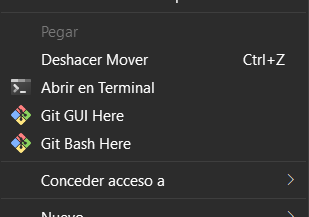 Pegar
Deshacer Mover Ctrl+Z
Abrir en Terminal
Git GUI Here
Git Bash Here
Conceder acceso a
Nuevo